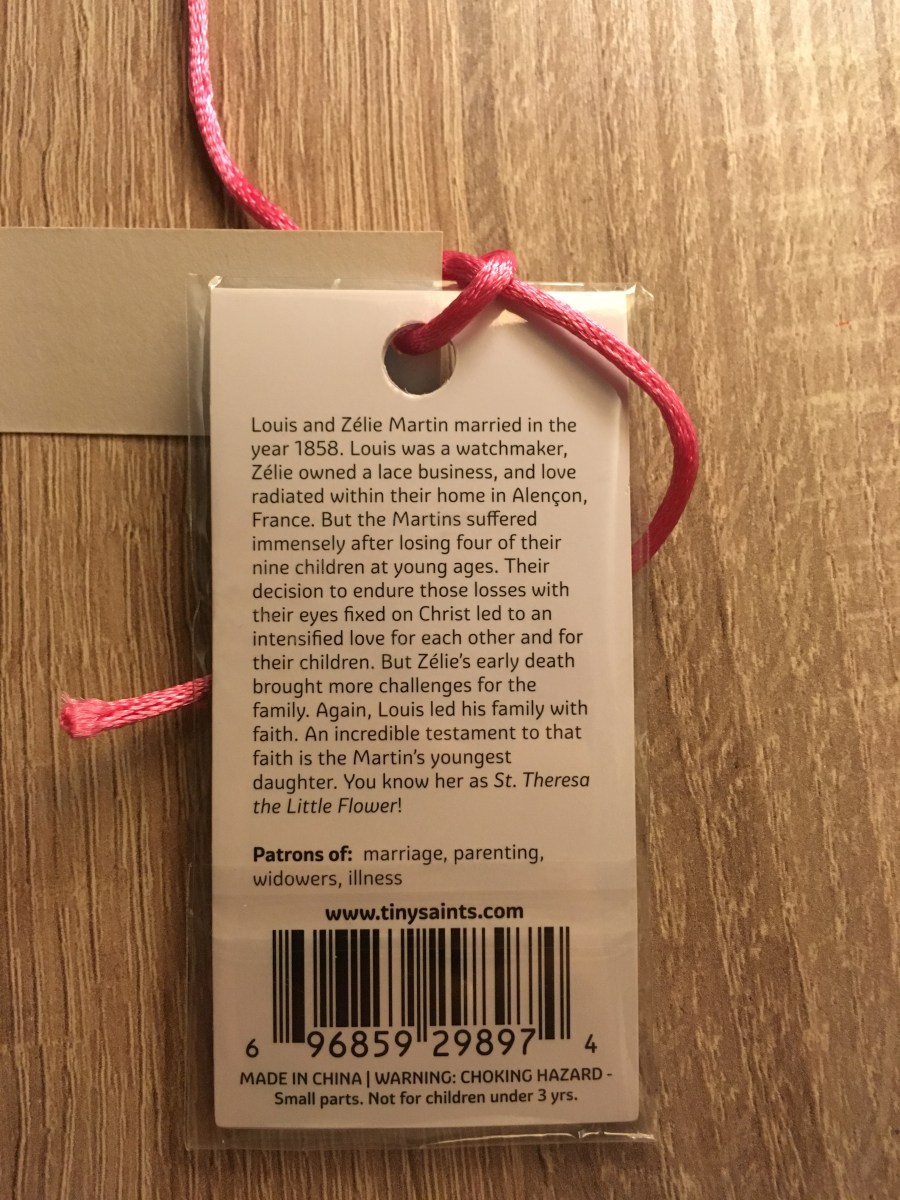 Louis and Zélie Martin married in the
year 1858. Louis was a watchmaker,
Zélie owned a lace business, and love
radiated within their home in Alençon,
France. But the Martins suffered
immensely after losing four of their
nine children at young ages. Their
decision to endure those losses with
their eyes fixed on Christ led to an
intensified love for each other and for
their children. But Zélie's early death
brought more challenges for the
family. Again, Louis led his family with
faith. An incredible testament to that
faith is the Martin's youngest
daughter. You know her as St. Theresa
the Little Flower!
Patrons of: marriage, parenting,
widowers, illness
www.tinysaints.com
6 96859 29897 4
MADE IN CHINA | WARNING: CHOKING HAZARD -
Small parts. Not for children under 3 yrs.